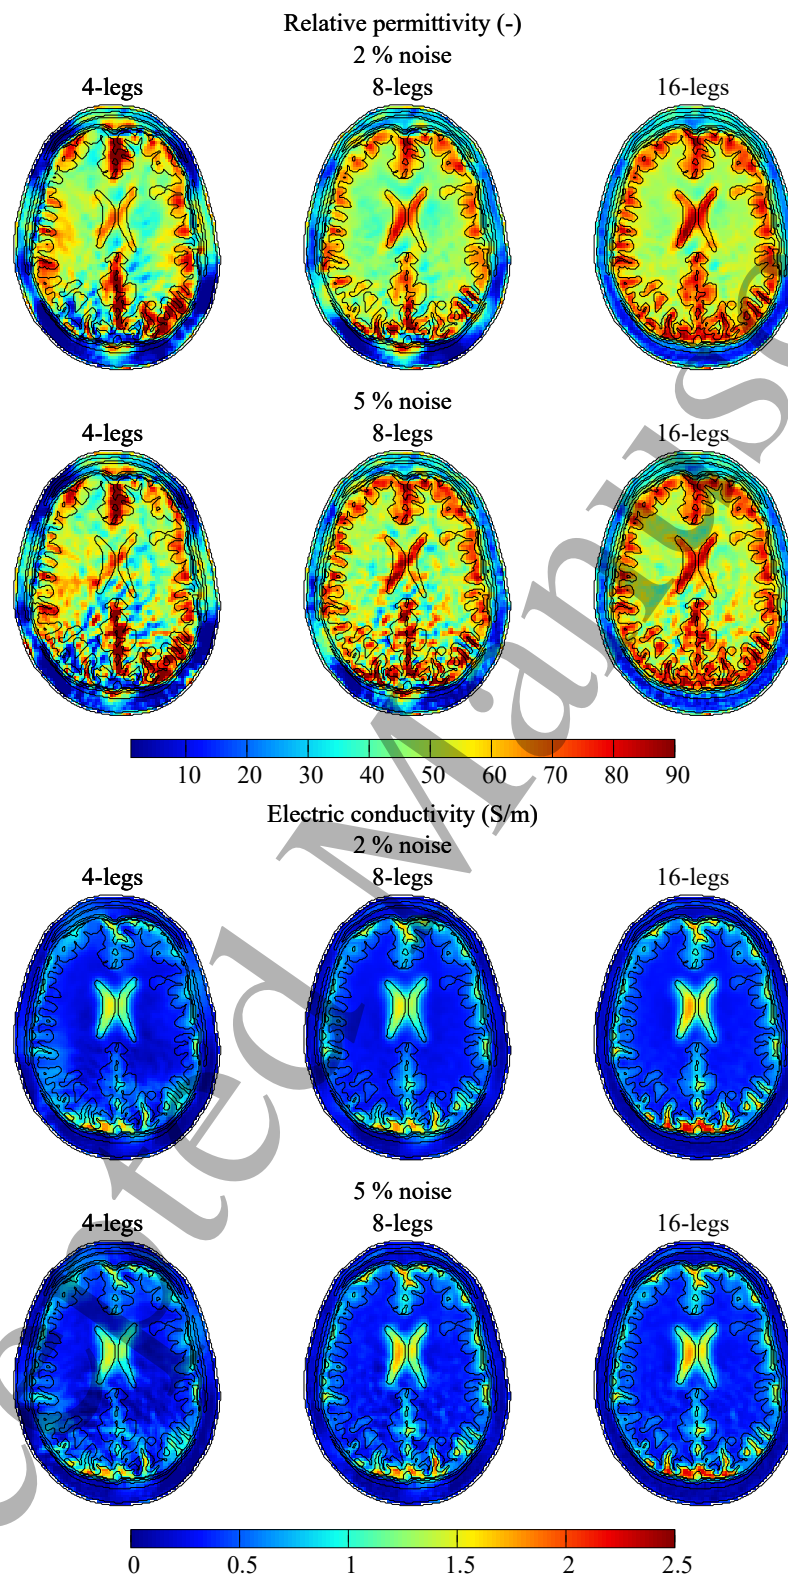 Relative permittivity (-)
2 % noise
4-legs 8-legs 16-legs
5 % noise
4-legs 8-legs 16-legs
10 20 30 40 50 60 70 80 90
Electric conductivity (S/m)
2 % noise
4-legs 8-legs 16-legs
5 % noise
4-legs 8-legs 16-legs
0 0.5 1 1.5 2 2.5
cepted Manusc